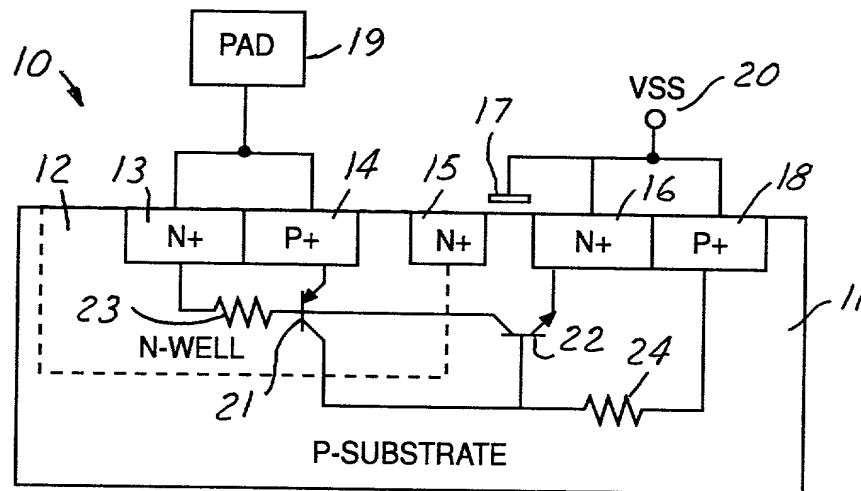 PAD
19
10
VSS
20
17
12
13
14
15
16
18
N+
P+
N+
N+
P+
11
23
N-WELL
21
22
24
P-SUBSTRATE